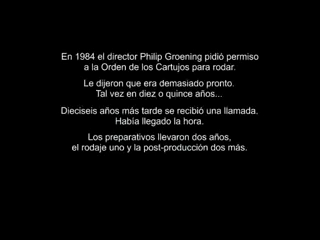 En 1984 el director Philip Groening pidió permiso
a la Orden de los Cartujos para rodar.
Le dijeron que era demasiado pronto.
Tal vez en diez o quince años...
Dieciseis años más tarde se recibió una llamada.
Había llegado la hora.
Los preparativos llevaron dos años,
el rodaje uno y la post-producción dos más.